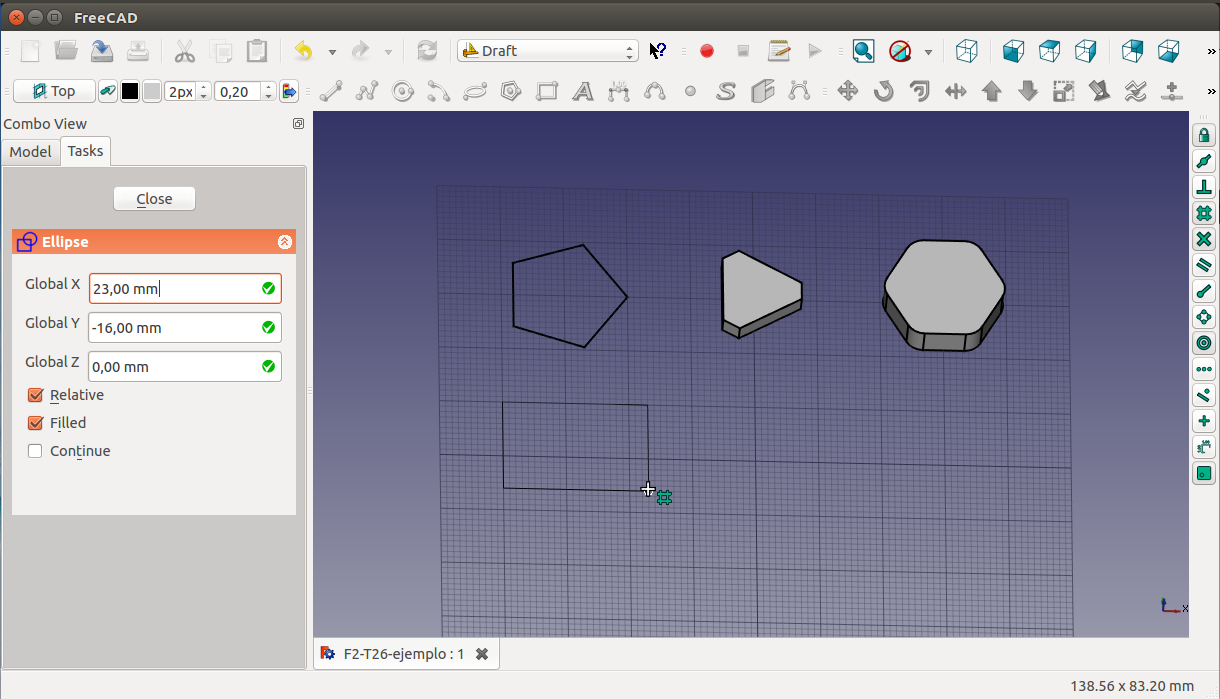 FreeCAD
Draft
Top
2px
0,20
Combo View
Model
Tasks
Close
Ellipse
Global X
23,00 mm
Global Y
-16,00 mm
Global Z
0,00 mm
Relative
Filled
Continue
X
F2-T26-ejemplo : 1
138.56 x 83.20 mm